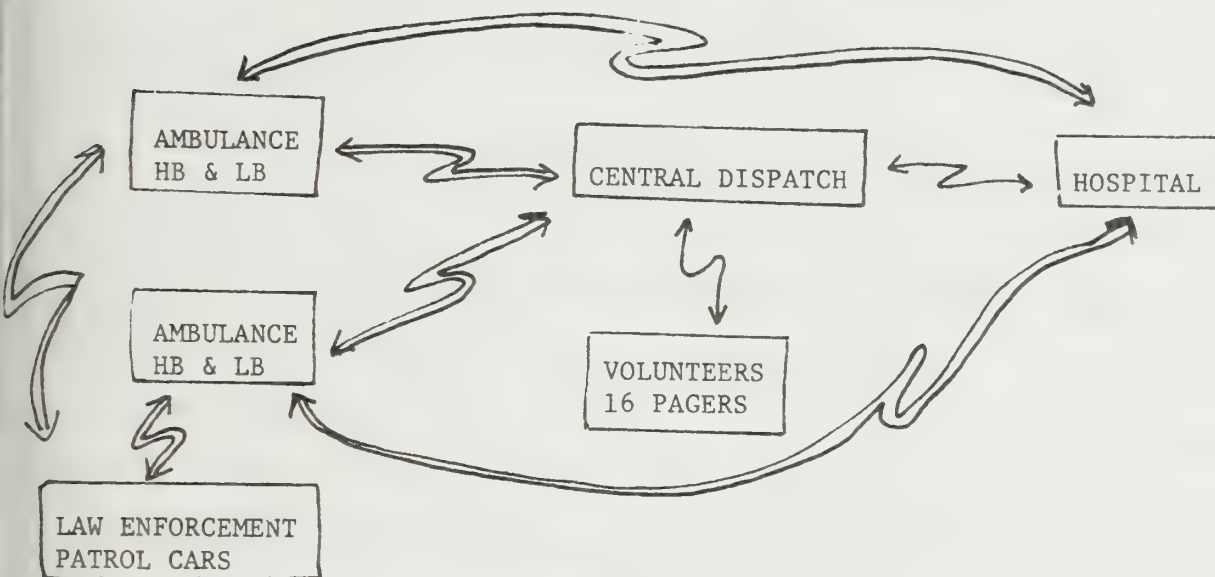 AMBULANCE
HB & LB
CENTRAL DISPATCH
HOSPITAL
AMBULANCE
HB & LB
VOLUNTEERS
16 PAGERS
LAW ENFORCEMENT
PATROL CARS